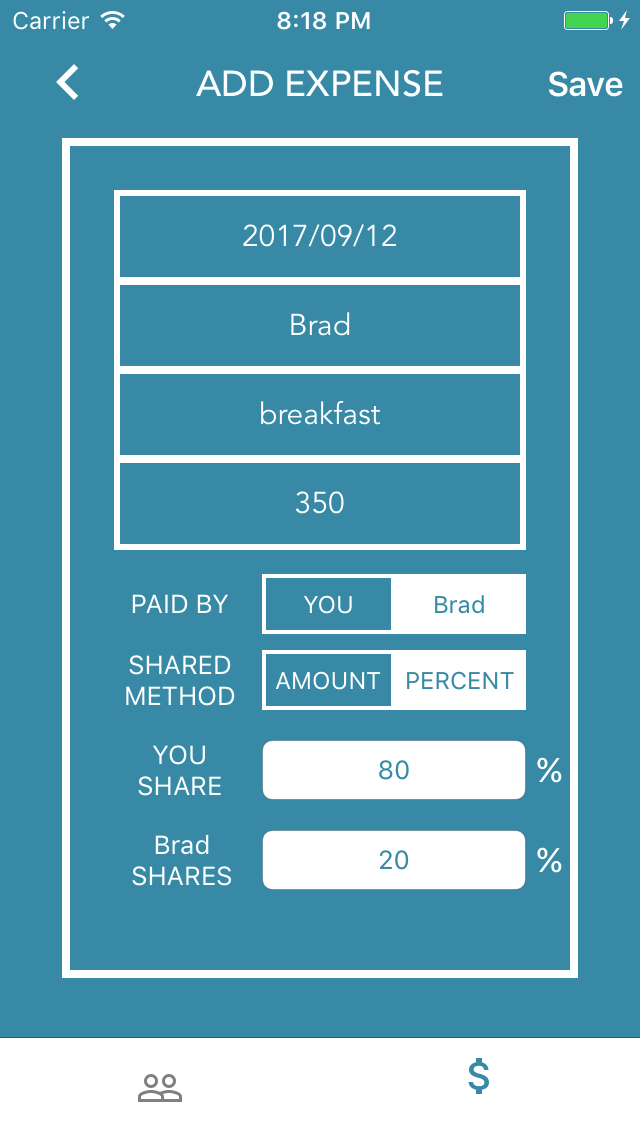 Carrier 8:18 PM
ADD EXPENSE Save
2017/09/12
Brad
breakfast
350
PAID BY YOU Brad
SHARED
METHOD AMOUNT PERCENT
YOU
SHARE 80 %
Brad
SHARES 20 %
$